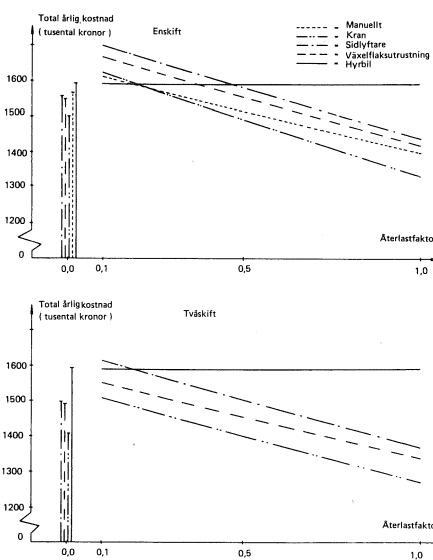 Total årlig kostnad
( tusental kronor )
Enskift
Manuellt
Kran
Sidlyftare
Växelflaksutrustning
Hyrbil
1600
1500
1400
1300
1200
0
Återlastfakto
0,0
0,1
0,5
1,0
Total årlig kostnad
( tusental kronor )
Tvåskift
1600
1500
1400
1300
1200
0
Återlastfakto
0,0
0,1
0,5
1,0